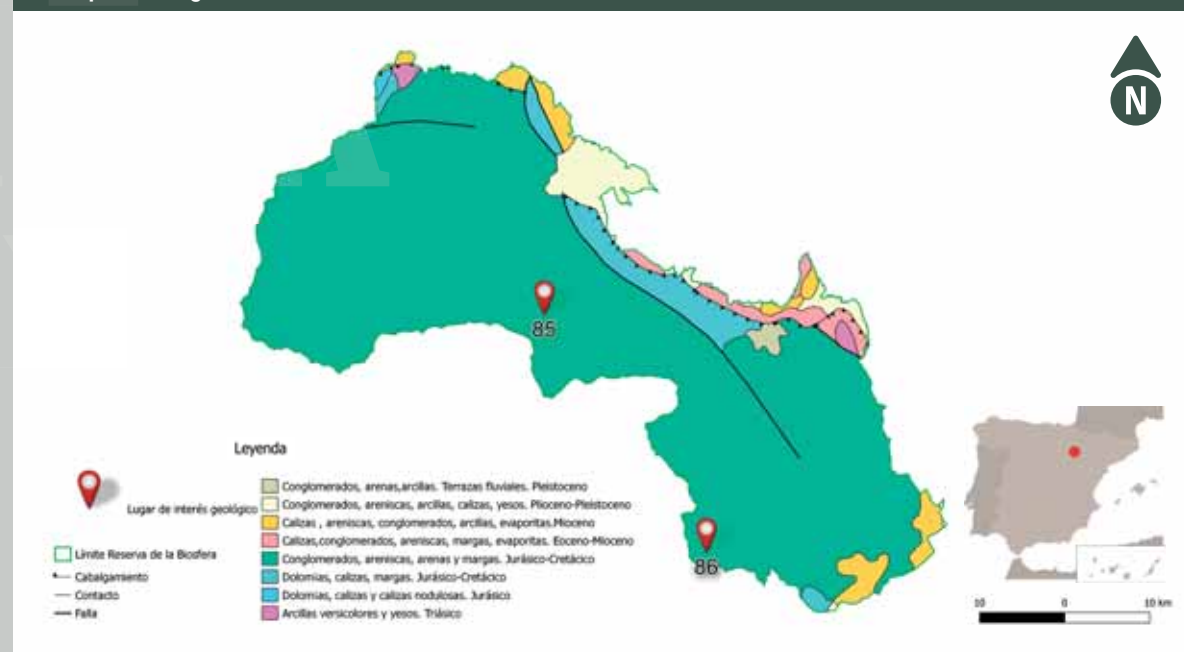 N
85
86
Leyenda
Lugar de interés geológico
Límite Reserva de la Biosfera
Cabalgamiento
Contacto
Falla
Conglomerados, arenas,arcillas. Terrazas fluviales. Pleistoceno
Conglomerados, areniscas, arcillas, calizas, yesos. Plioceno-Pleistoceno
Calizas , areniscas, conglomerados, arcillas, evaporitas.Mioceno
Calizas,conglomerados, areniscas, margas, evaporitas. Eoceno-Mioceno
Conglomerados, areniscas, arenas y margas. Jurásico-Cretácico
Dolomías, calizas, margas. Jurásico-Cretácico
Dolomías, calizas y calizas nodulosas. Jurásico
Arcillas versicolores y yesos. Triásico
10 0 10 km